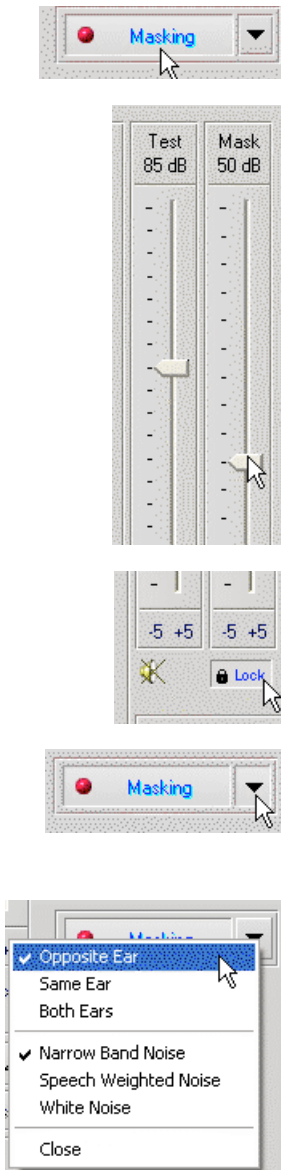 Masking
Test Mask
85 dB 50 dB
-5 +5 -5 +5
Lock
Masking
Opposite Ear
Same Ear
Both Ears
Narrow Band Noise
Speech Weighted Noise
White Noise
Close